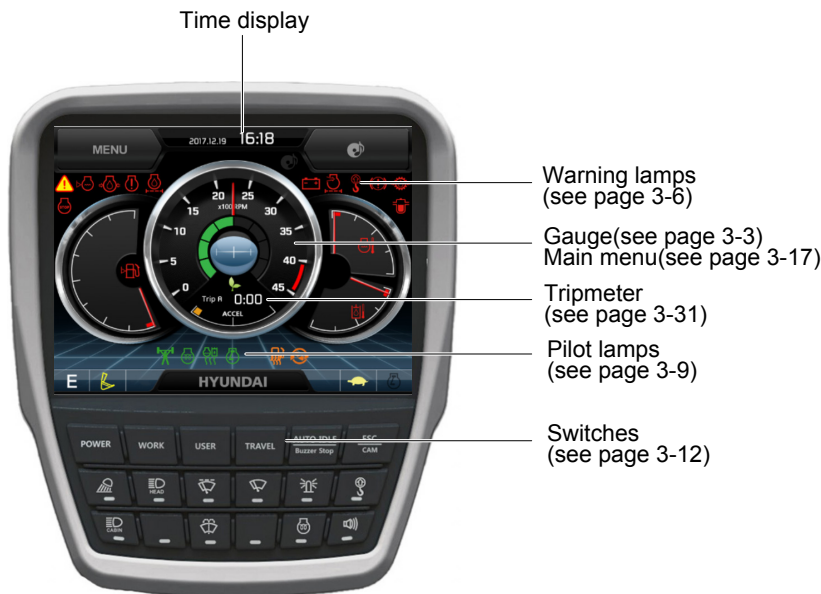 Time display
MENU
2017.12.19 16:18
Warning lamps
(see page 3-6)
Gauge(see page 3-3)
Main menu(see page 3-17)
Tripmeter
(see page 3-31)
Pilot lamps
(see page 3-9)
Switches
(see page 3-12)
20 25
x100 RPM
15 30
10 35
5 40
0 45
Trip A 0:00
ACCEL
E HYUNDAI
POWER WORK USER TRAVEL AUTO IDLE ESC
Buzzer Stop CAM
HEAD
CABIN